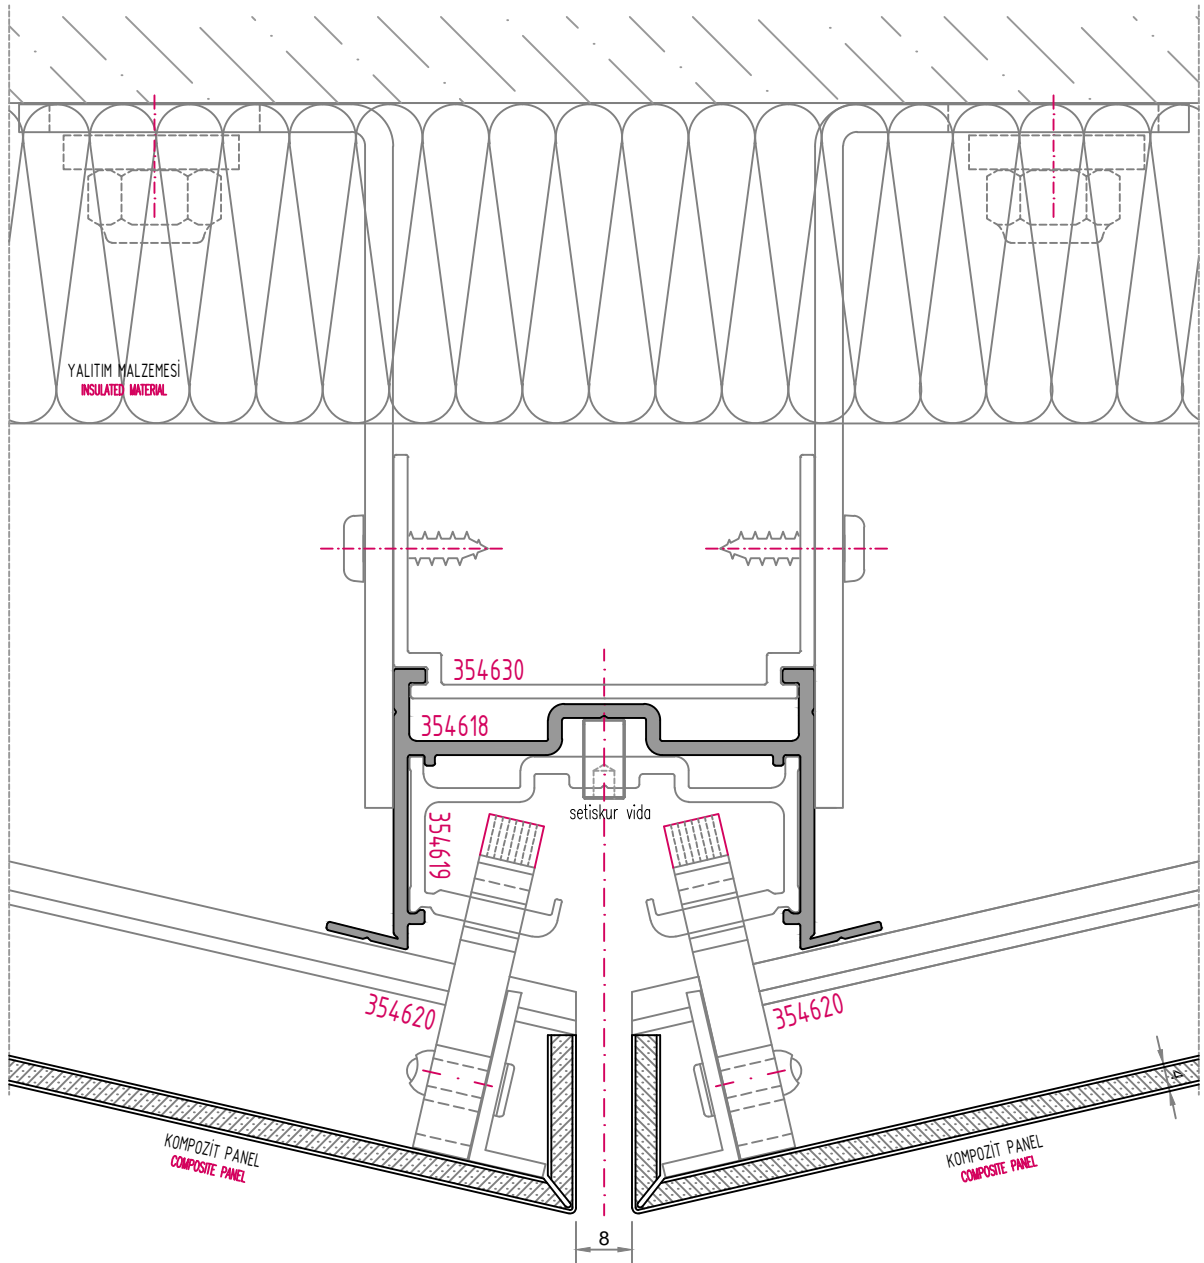 YALITIM MALZEMESİ
INSULATED MATERIAL
354630
354618
setiskur vida
354619
354620
354620
4
KOMPOZİT PANEL
COMPOSITE PANEL
KOMPOZİT PANEL
COMPOSITE PANEL
8